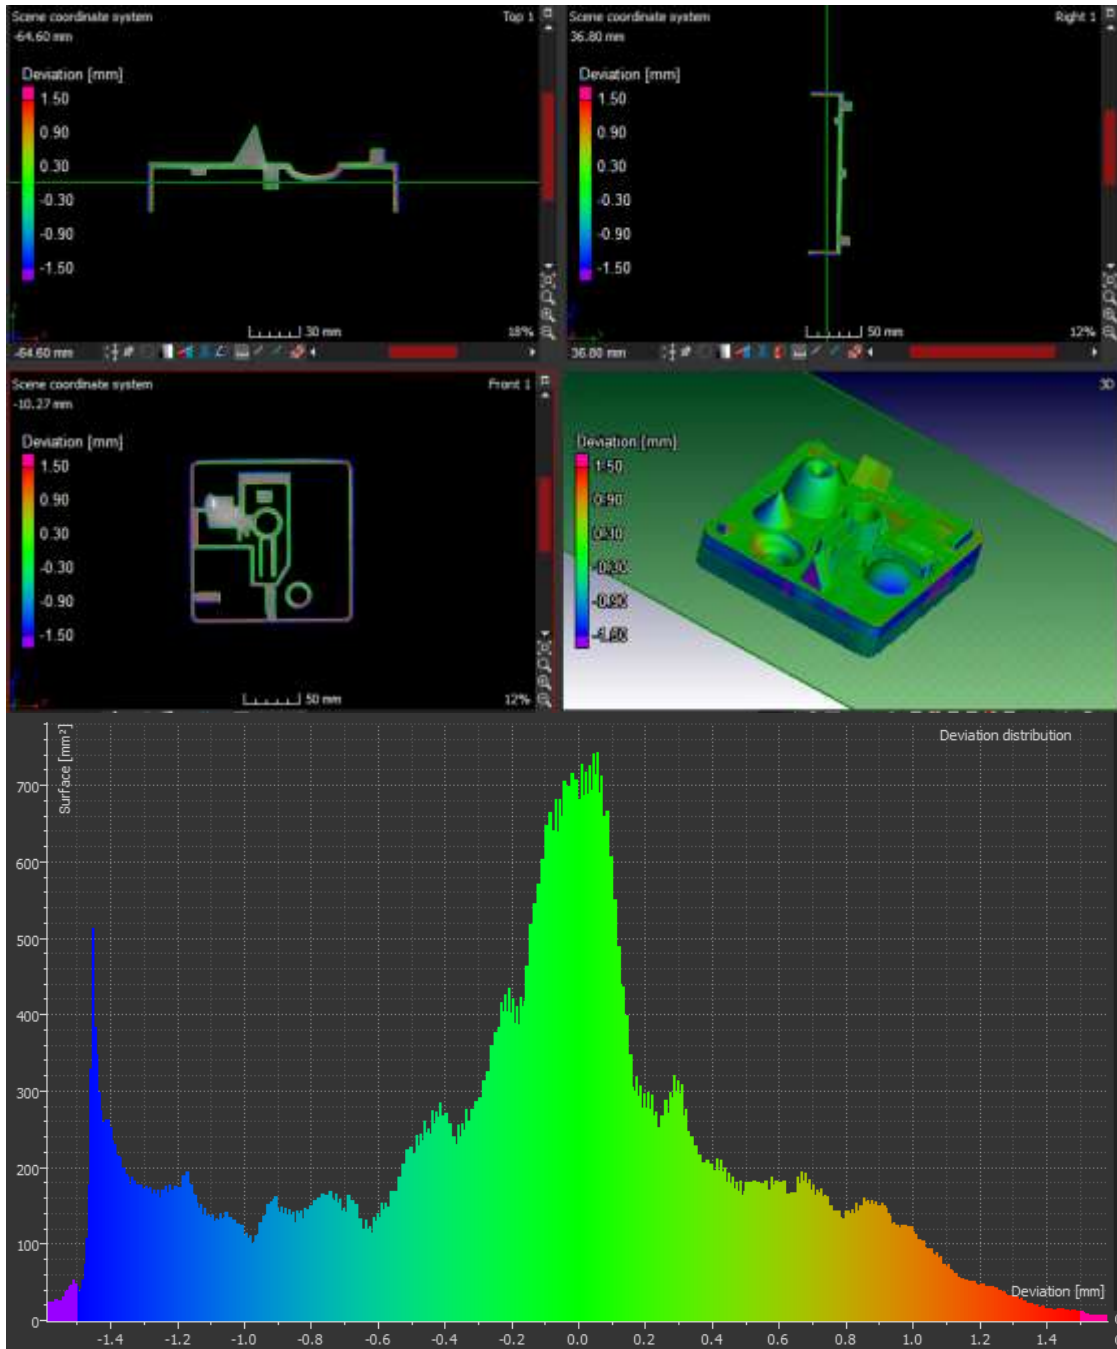 Scene coordinate system
Top 1
-64.60 mm
Deviation [mm]
1.50
0.90
0.30
-0.30
-0.90
-1.50
30 mm
18%
-64.60 mm
Scene coordinate system
Right 1
36.80 mm
Deviation [mm]
1.50
0.90
0.30
-0.30
-0.90
-1.50
50 mm
12%
36.80 mm
Scene coordinate system
Front 1
-10.27 mm
Deviation [mm]
1.50
0.90
0.30
-0.30
-0.90
-1.50
50 mm
12%
3D
Deviation [mm]
1.50
0.90
0.30
-0.30
-0.90
-1.50
Deviation distribution
Surface [mm²]
700
600
500
400
300
200
100
0
Deviation [mm]
-1.4 -1.2 -1.0 -0.8 -0.6 -0.4 -0.2 0.0 0.2 0.4 0.6 0.8 1.0 1.2 1.4